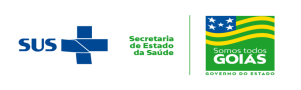 SUS
Secretaria
de Estado
da Saúde
Somos todos
GOIÁS
GOVERNO DO ESTADO